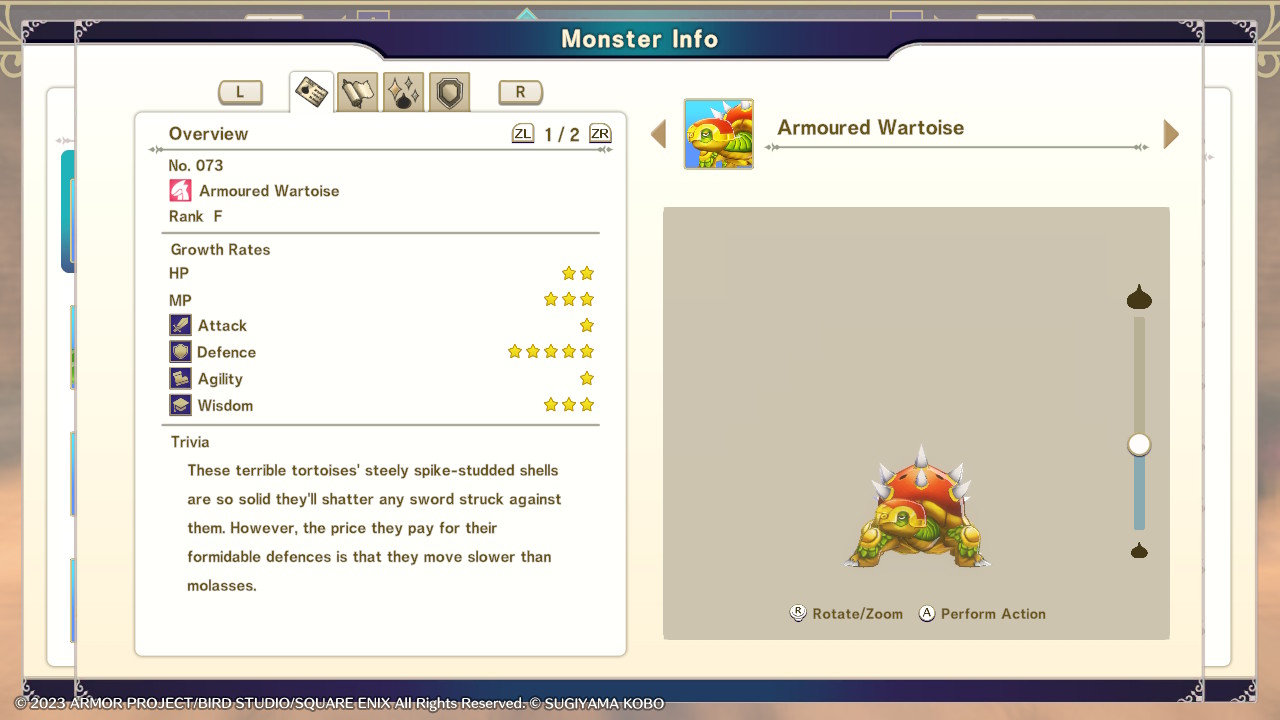 Monster Info
L
R
Overview
ZL 1 / 2 ZR
No. 073
Armoured Wartoise
Rank F
Growth Rates
HP
MP
Attack
Defence
Agility
Wisdom
Trivia
These terrible tortoises' steely spike-studded shells
are so solid they'll shatter any sword struck against
them. However, the price they pay for their
formidable defences is that they move slower than
molasses.
Armoured Wartoise
R Rotate/Zoom A Perform Action
© 2023 ARMOR PROJECT/BIRD STUDIO/SQUARE ENIX All Rights Reserved. © SUGIYAMA KOBO